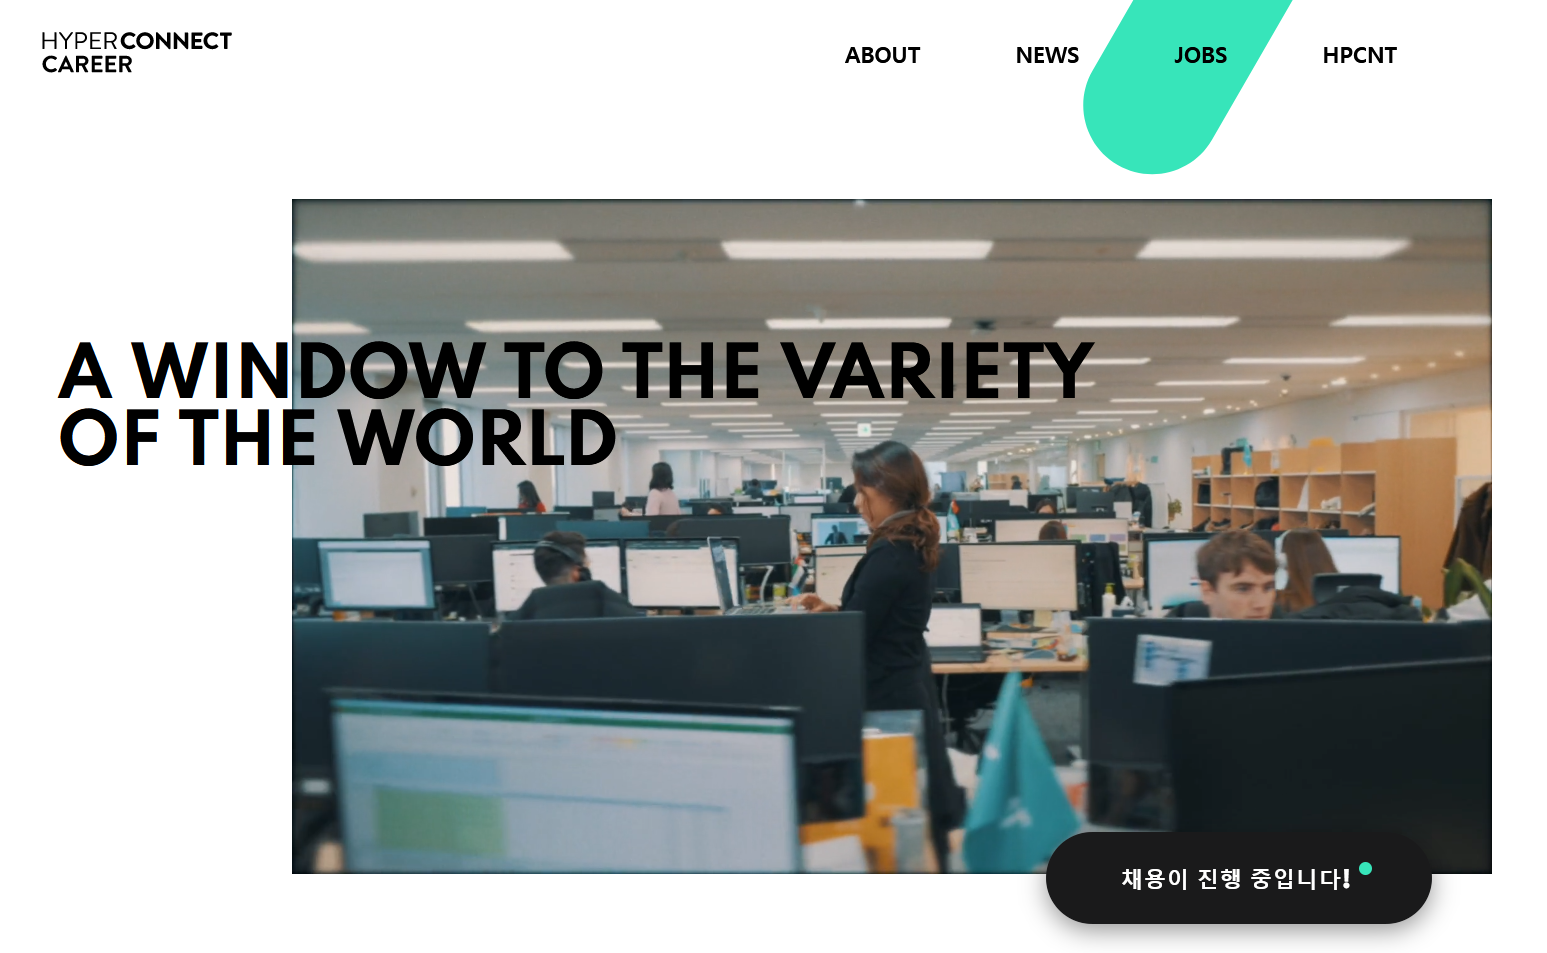 HYPERCONNECT
CAREER
ABOUT NEWS JOBS HPCNT
A WINDOW TO THE VARIETY
OF THE WORLD
채용이 진행 중입니다!